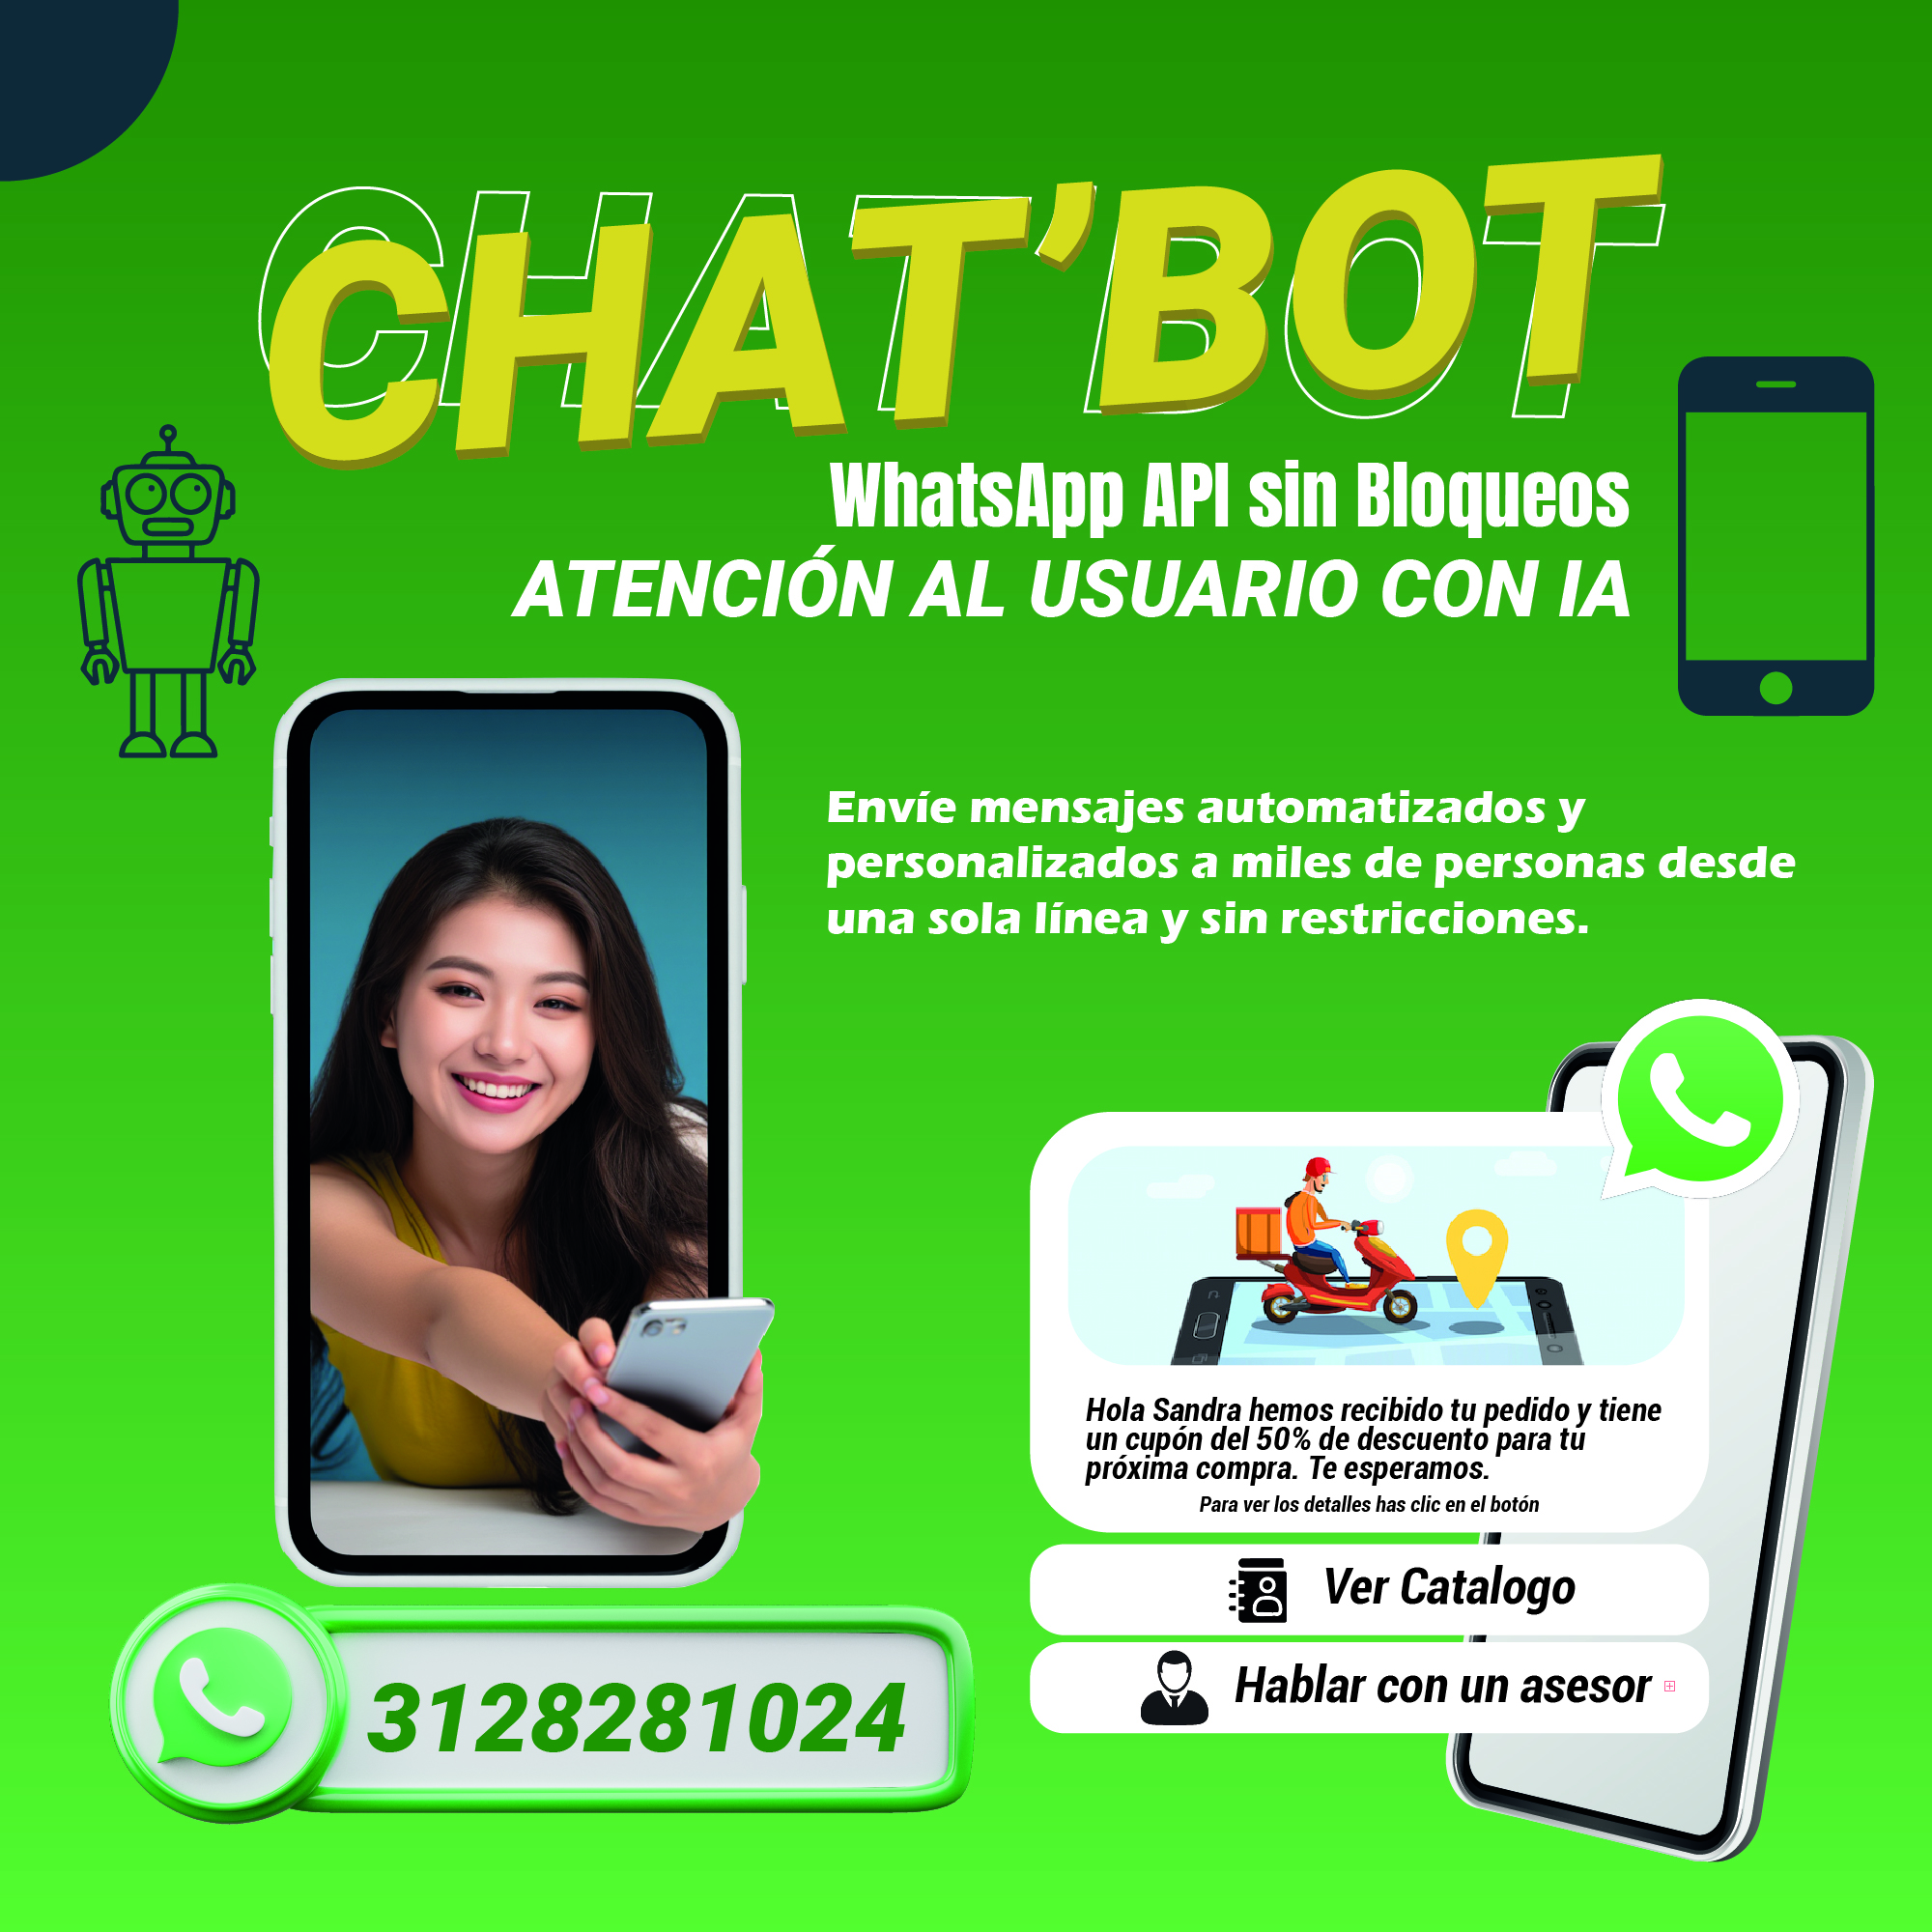 CHAT'BOT
WhatsApp API sin Bloqueos
ATENCIÓN AL USUARIO CON IA
Envíe mensajes automatizados y
personalizados a miles de personas desde
una sola línea y sin restricciones.
Hola Sandra hemos recibido tu pedido y tiene
un cupón del 50% de descuento para tu
próxima compra. Te esperamos.
Para ver los detalles has clic en el botón
Ver Catalogo
Hablar con un asesor
3128281024